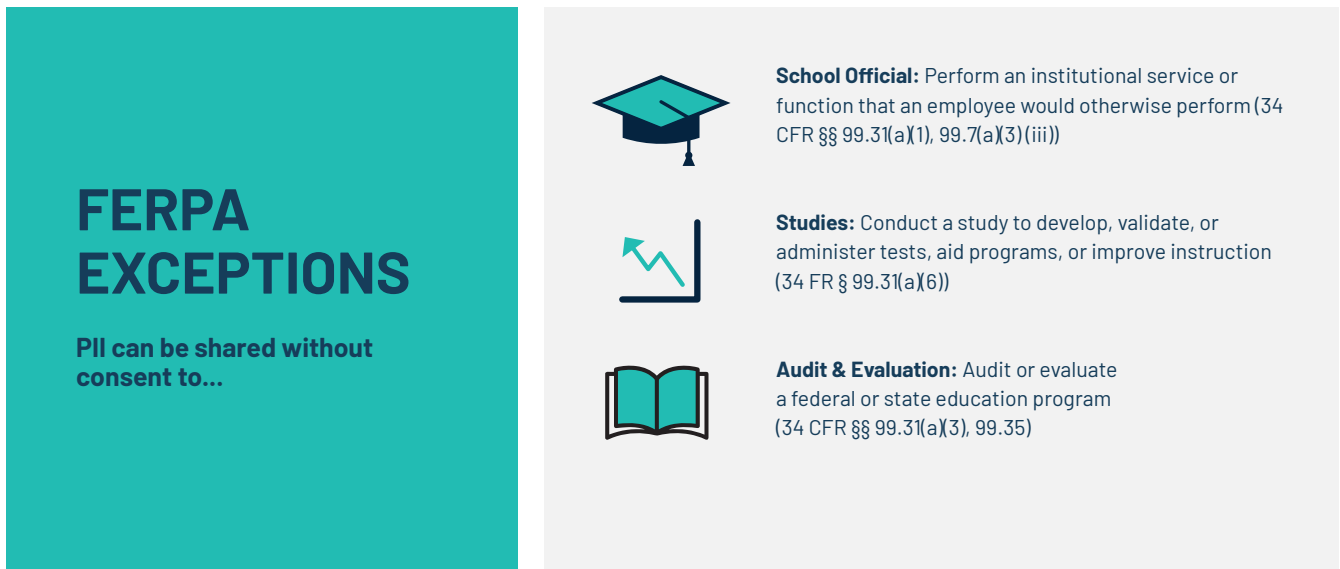 FERPA
EXCEPTIONS
PII can be shared without
consent to...
School Official: Perform an institutional service or
function that an employee would otherwise perform (34
CFR §§ 99.31(a)(1), 99.7(a)(3) (iii))
Studies: Conduct a study to develop, validate, or
administer tests, aid programs, or improve instruction
(34 FR § 99.31(a)(6))
Audit & Evaluation: Audit or evaluate
a federal or state education program
(34 CFR §§ 99.31(a)(3), 99.35)